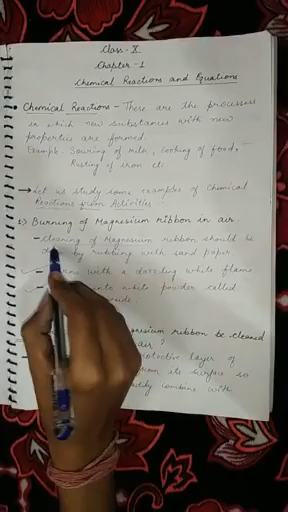 Class - X
Chapter - 1
Chemical Reactions and Equations
Chemical Reactions - These are the processes
in which new substances with new
properties are formed.
Example - Souring of milk, Cooking of food,
Rusting of iron etc
→ Let us study some examples of Chemical
Reactions from Activities.
1) Burning of Magnesium ribbon in air.
- Cleaning of Magnesium ribbon should be
by rubbing with sand paper
with a dazzling white flame
into white powder called
magnesium ribbon be cleaned
air?
protective layer of
its surface so
combine with